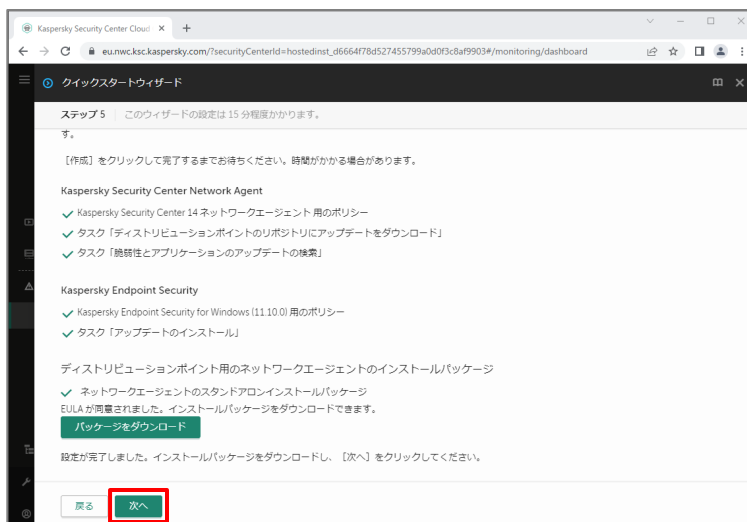 Kaspersky Security Center Cloud
eu.nwc.ksc.kaspersky.com/?securityCenterId=hostedinst_d6664f78d527455799a0d0f3c8af9903#/monitoring/dashboard
クイックスタートウィザード
ステップ 5 このウィザードの設定は 15 分程度かかります。
す。
［作成］をクリックして完了するまでお待ちください。時間がかかる場合があります。
Kaspersky Security Center Network Agent
Kaspersky Security Center 14 ネットワークエージェント 用のポリシー
タスク「ディストリビューションポイントのリポジトリにアップデートをダウンロード」
タスク「脆弱性とアプリケーションのアップデートの検索」
Kaspersky Endpoint Security
Kaspersky Endpoint Security for Windows (11.10.0) 用のポリシー
タスク「アップデートのインストール」
ディストリビューションポイント用のネットワークエージェントのインストールパッケージ
ネットワークエージェントのスタンドアロンインストールパッケージ
EULA が同意されました。インストールパッケージをダウンロードできます。
パッケージをダウンロード
設定が完了しました。インストールパッケージをダウンロードし、［次へ］をクリックしてください。
戻る 次へ